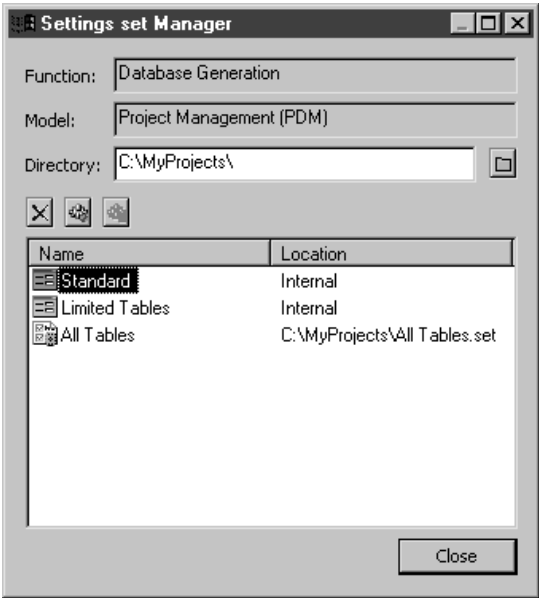 Settings set Manager
Function: Database Generation
Model: Project Management (PDM)
Directory: C:\MyProjects\
Name Location
Standard Internal
Limited Tables Internal
All Tables C:\MyProjects\All Tables.set
Close